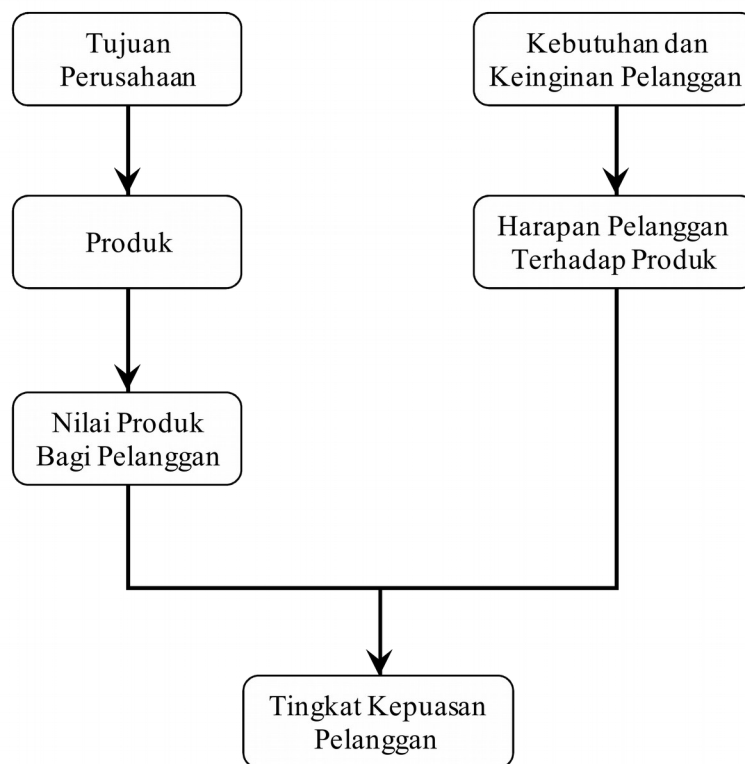 Tujuan
Perusahaan
Kebutuhan dan
Keinginan Pelanggan
Produk
Harapan Pelanggan
Terhadap Produk
Nilai Produk
Bagi Pelanggan
Tingkat Kepuasan
Pelanggan